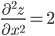 ∂²z/∂x² = 2